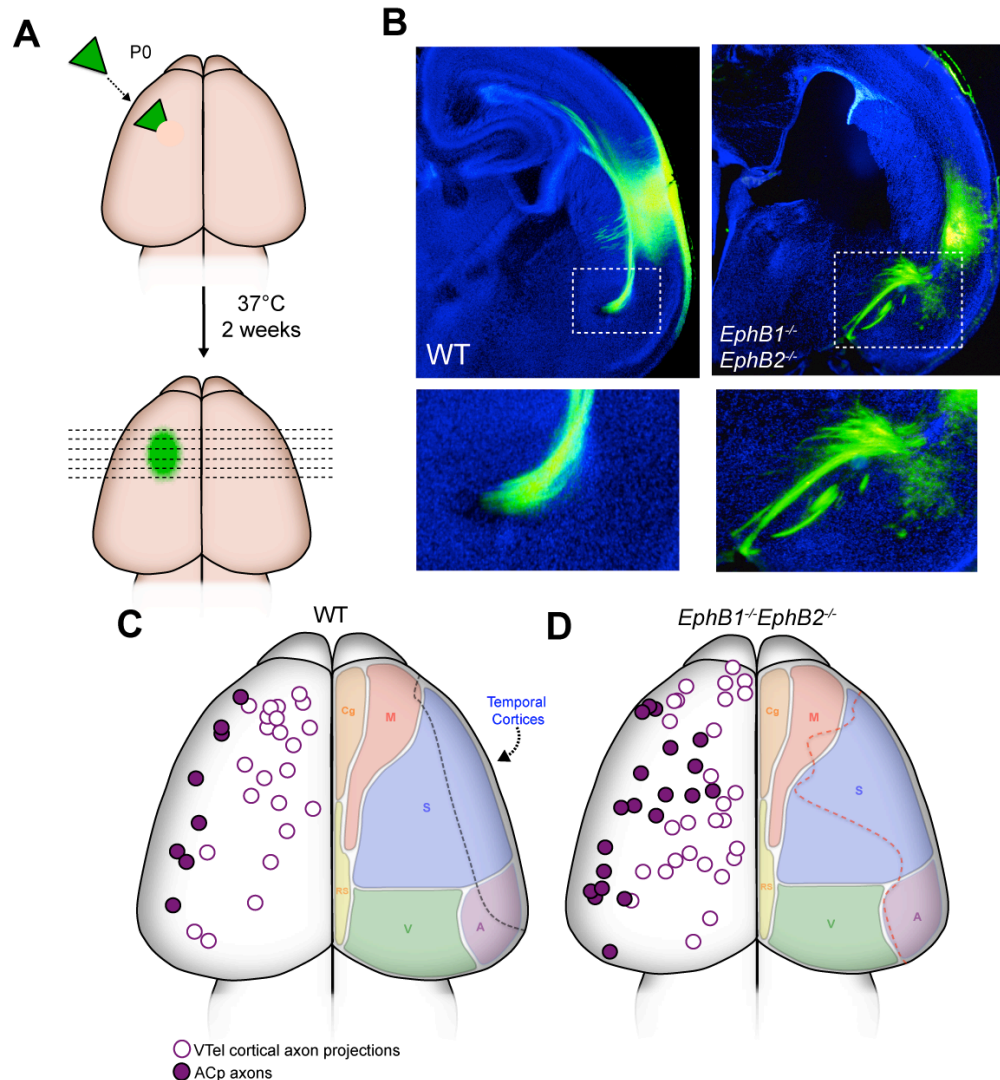 A
P0
37°C
2 weeks
B
WT
EphB1-/-
EphB2-/-
C
WT
Cg
M
S
RS
V
A
Temporal
Cortices
D
EphB1-/-EphB2-/-
Cg
M
S
RS
V
A
VTel cortical axon projections
ACp axons